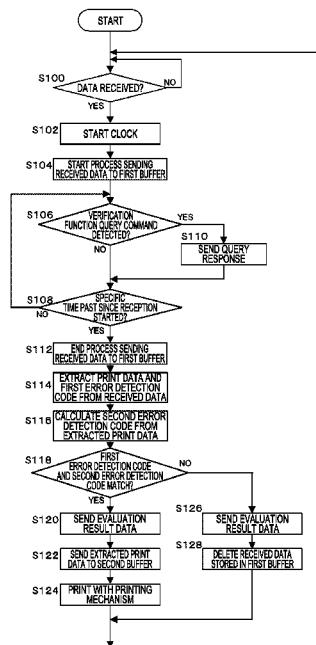 START
S100
DATA RECEIVED?
NO
YES
S102
START CLOCK
S104
START PROCESS SENDING
RECEIVED DATA TO FIRST BUFFER
S106
VERIFICATION
FUNCTION QUERY COMMAND
DETECTED?
YES
NO
S110
SEND QUERY
RESPONSE
S108
SPECIFIC
TIME PAST SINCE RECEPTION
STARTED?
NO
YES
S112
END PROCESS SENDING
RECEIVED DATA TO FIRST BUFFER
S114
EXTRACT PRINT DATA AND
FIRST ERROR DETECTION
CODE FROM RECEIVED DATA
S116
CALCULATE SECOND ERROR
DETECTION CODE FROM
EXTRACTED PRINT DATA
S118
FIRST
ERROR DETECTION CODE
AND SECOND ERROR DETECTION
CODE MATCH?
NO
YES
S120
SEND EVALUATION
RESULT DATA
S126
SEND EVALUATION
RESULT DATA
S122
SEND EXTRACTED PRINT
DATA TO SECOND BUFFER
S128
DELETE RECEIVED DATA
STORED IN FIRST BUFFER
S124
PRINT WITH PRINTING
MECHANISM